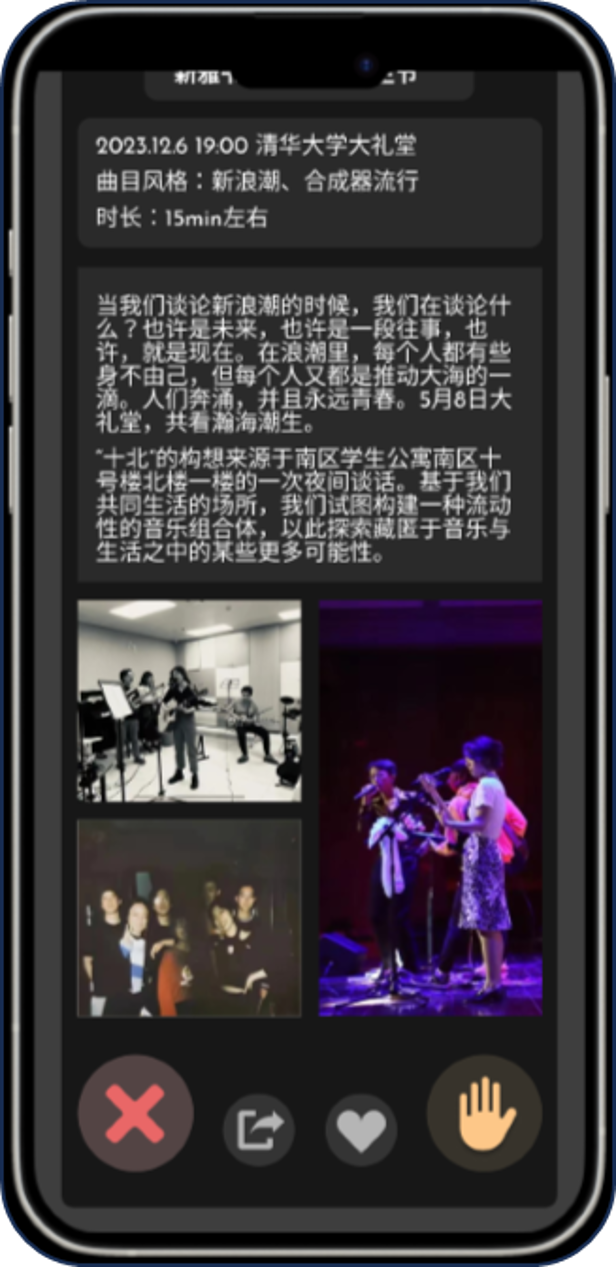 2023.12.6 19:00 清华大学大礼堂
曲目风格：新浪潮、合成器流行
时长：15min左右
当我们谈论新浪潮的时候，我们在谈论什
么？也许是未来，也许是一段往事，也
许，就是现在。在浪潮里，每个人都有些
身不由己，但每个人又都是推动大海的一
滴。人们奔涌，并且永远青春。5月8日大
礼堂，共看瀚海潮生。
“十北”的构想来源于南区学生公寓南区十
号楼北楼一楼的一次夜间谈话。基于我们
共同生活的场所，我们试图构建一种流动
性的音乐组合体，以此探索藏匿于音乐与
生活之中的某些更多可能性。